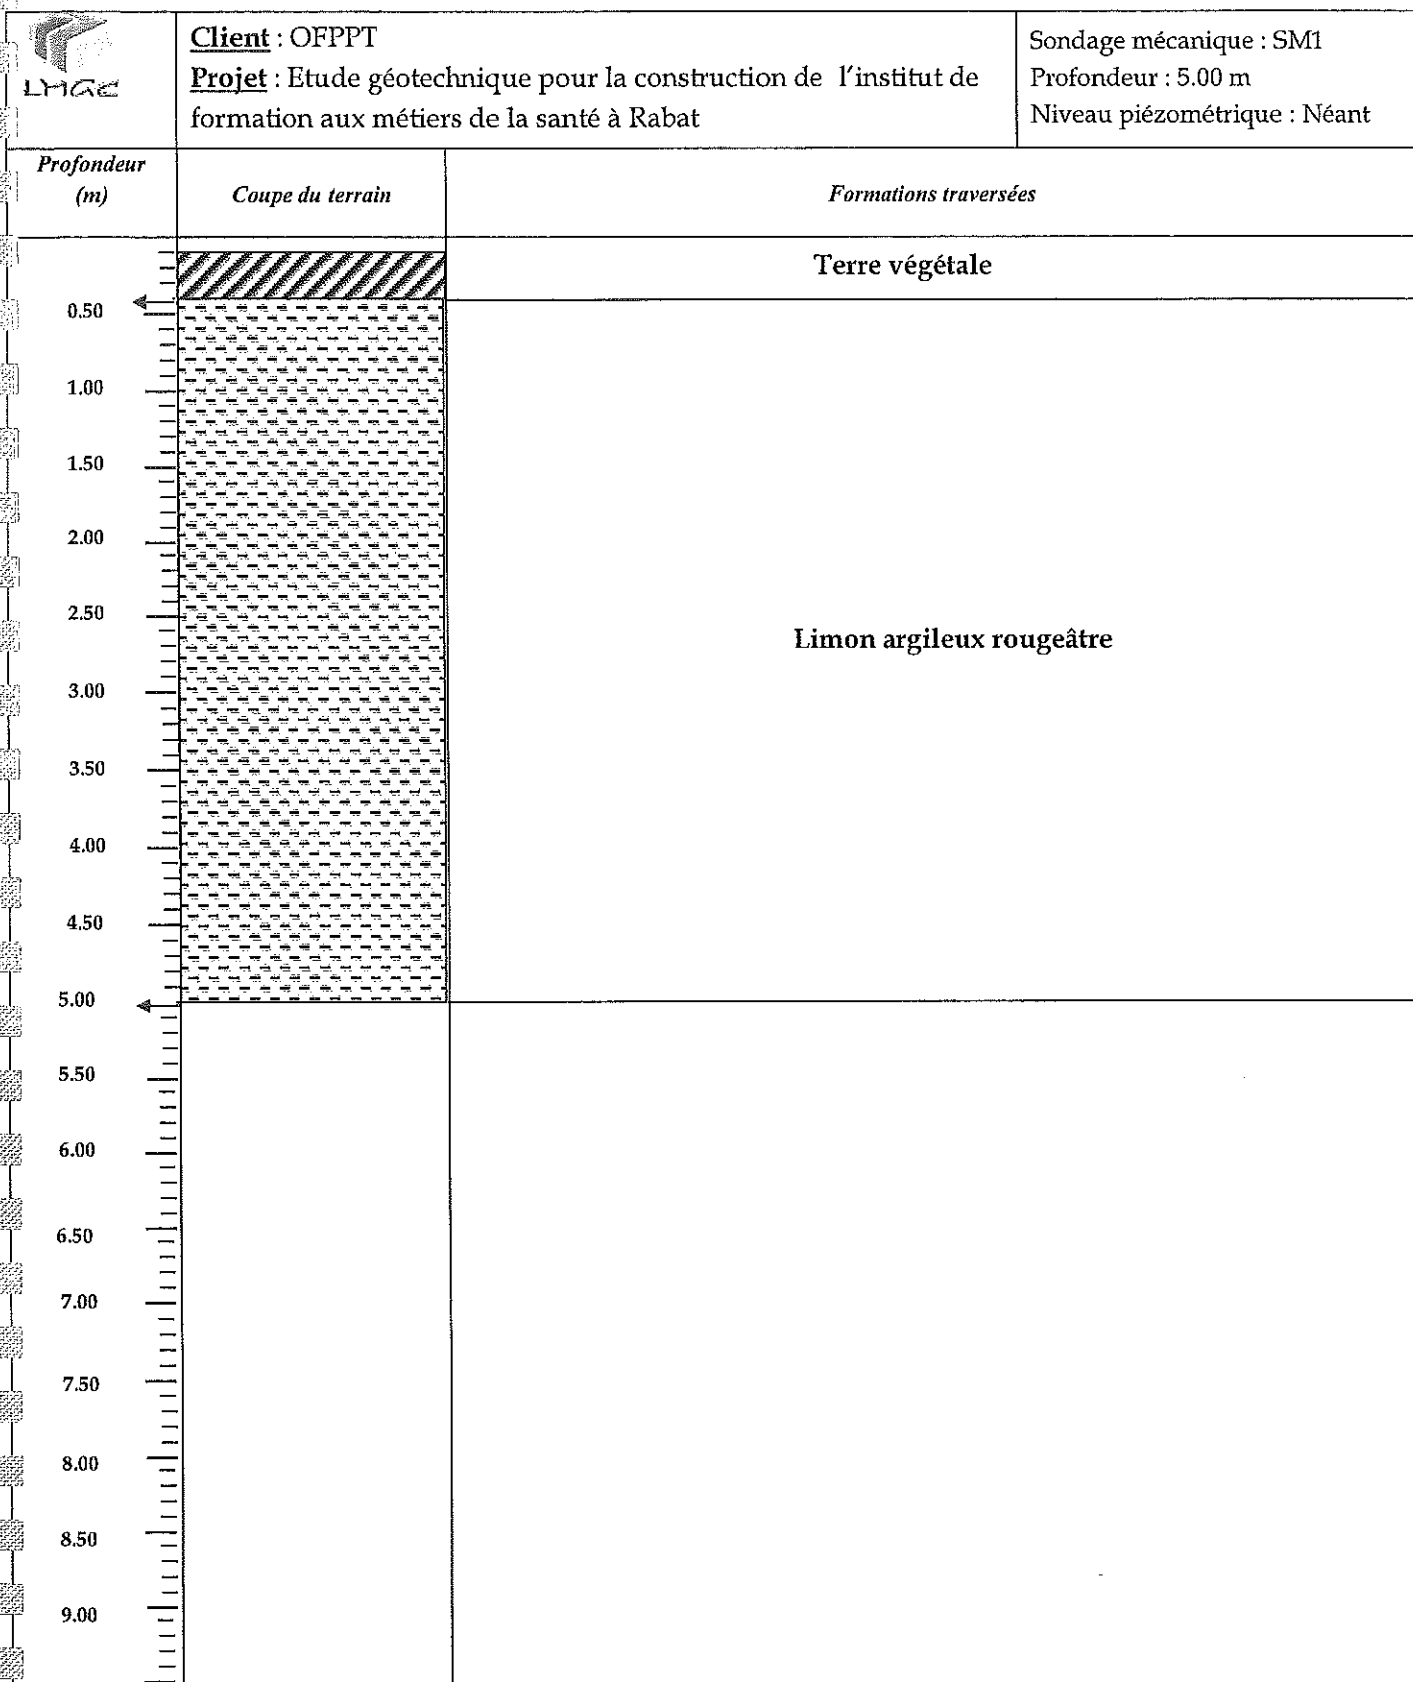 LMGC
Client : OFPPT
Projet : Etude géotechnique pour la construction de l'institut de
formation aux métiers de la santé à Rabat
Sondage mécanique : SM1
Profondeur : 5.00 m
Niveau piézométrique : Néant
Profondeur
(m)
Coupe du terrain
Formations traversées
Terre végétale
0.50
1.00
1.50
2.00
2.50
Limon argileux rougeâtre
3.00
3.50
4.00
4.50
5.00
5.50
6.00
6.50
7.00
7.50
8.00
8.50
9.00